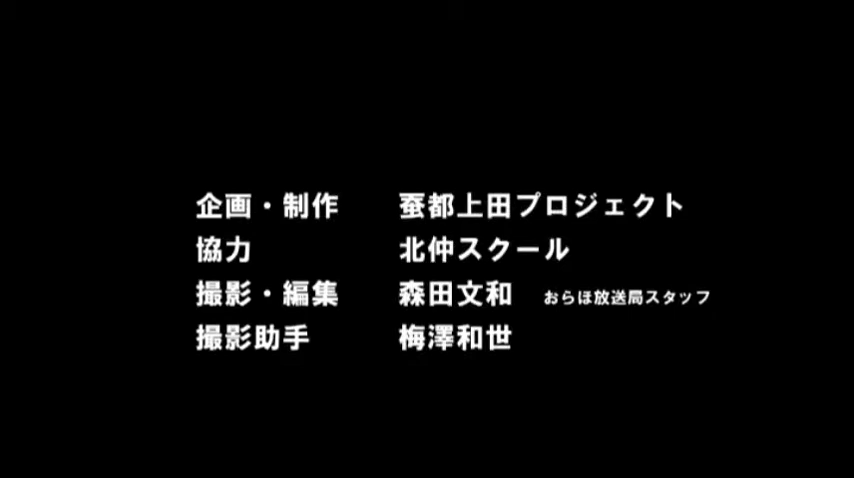 企画・制作 蚕都上田プロジェクト
協力 北仲スクール
撮影・編集 森田文和 おらほ放送局スタッフ
撮影助手 梅澤和世